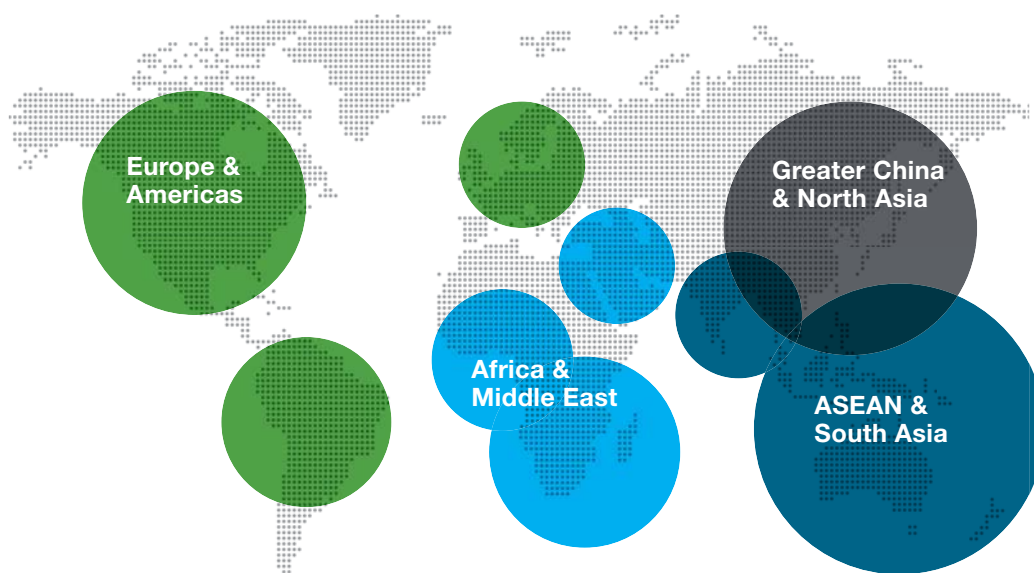 Europe &
Americas
Greater China
& North Asia
Africa &
Middle East
ASEAN &
South Asia